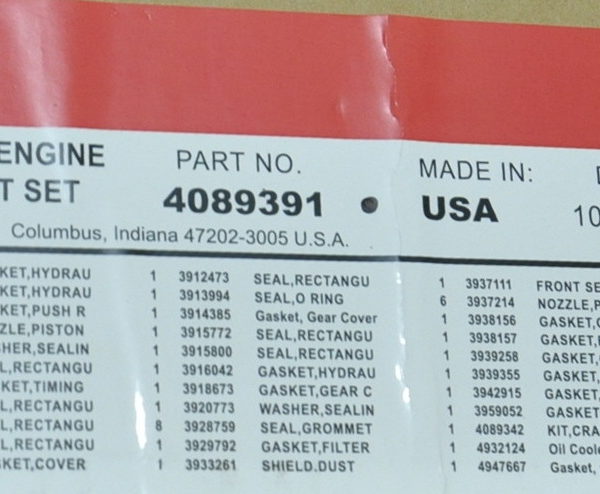 ENGINE PART NO. MADE IN:
T SET 4089391 USA 10
Columbus, Indiana 47202-3005 U.S.A.
KET,HYDRAU 1 3912473 SEAL,RECTANGU 1 3937111 FRONT SE
KET,HYDRAU 1 3913994 SEAL,O RING 6 3937214 NOZZLE,P
KET,PUSH R 1 3914385 Gasket, Gear Cover 1 3938156 GASKET,
ZLE,PISTON 1 3915772 SEAL,RECTANGU 1 3938157 GASKET,
HER,SEALIN 1 3915800 SEAL,RECTANGU 1 3939258 GASKET,
L,RECTANGU 1 3916042 GASKET,HYDRAU 1 3939355 GASKET,
KET,TIMING 1 3918673 GASKET,GEAR C 1 3942915 GASKET,
L,RECTANGU 1 3920773 WASHER,SEALIN 1 3959052 GASKET
L,RECTANGU 8 3928759 SEAL,GROMMET 1 4089342 KIT,CRA
L,RECTANGU 1 3929792 GASKET,FILTER 1 4932124 Oil Coole
KET,COVER 1 3933261 SHIELD.DUST 1 4947667 Gasket,